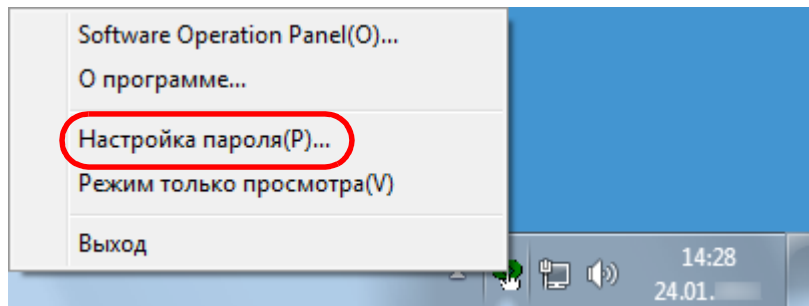 Software Operation Panel(O)...
О программе...
Настройка пароля(P)...
Режим только просмотра(V)
Выход
14:28
24.01.